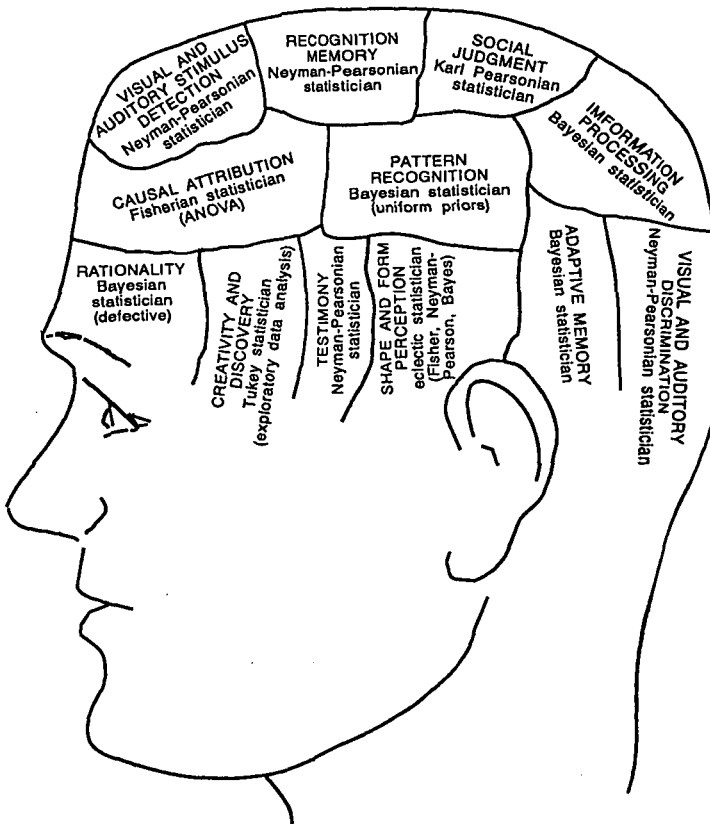 VISUAL AND
AUDITORY STIMULUS
DETECTION
Neyman-Pearsonian
statistician
RECOGNITION
MEMORY
Neyman-Pearsonian
statistician
SOCIAL
JUDGMENT
Karl Pearsonian
statistician
IMFORMATION
PROCESSING
Bayesian statistician
CAUSAL ATTRIBUTION
Fisherian statistician
(ANOVA)
PATTERN
RECOGNITION
Bayesian statistician
(uniform priors)
RATIONALITY
Bayesian
statistician
(defective)
CREATIVITY AND
DISCOVERY
Tukey statistician
(exploratory data analysis)
TESTIMONY
Neyman-Pearsonian
statistician
SHAPE AND FORM
PERCEPTION
eclectic statistician
(Fisher, Neyman-
Pearson, Bayes)
ADAPTIVE MEMORY
Bayesian
statistician
VISUAL AND AUDITORY
DISCRIMINATION
Neyman-Pearsonian statistician